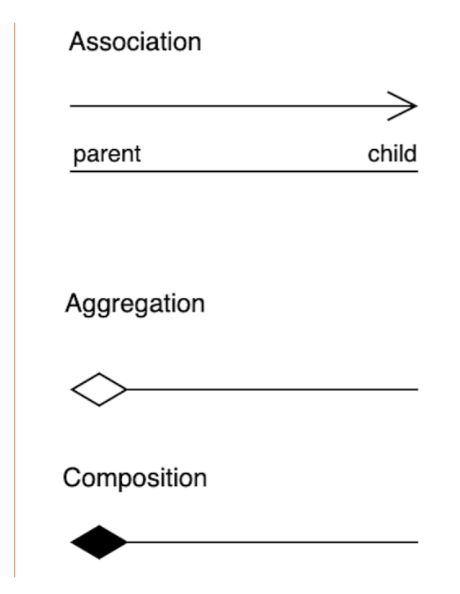 Association
parent child
Aggregation
Composition